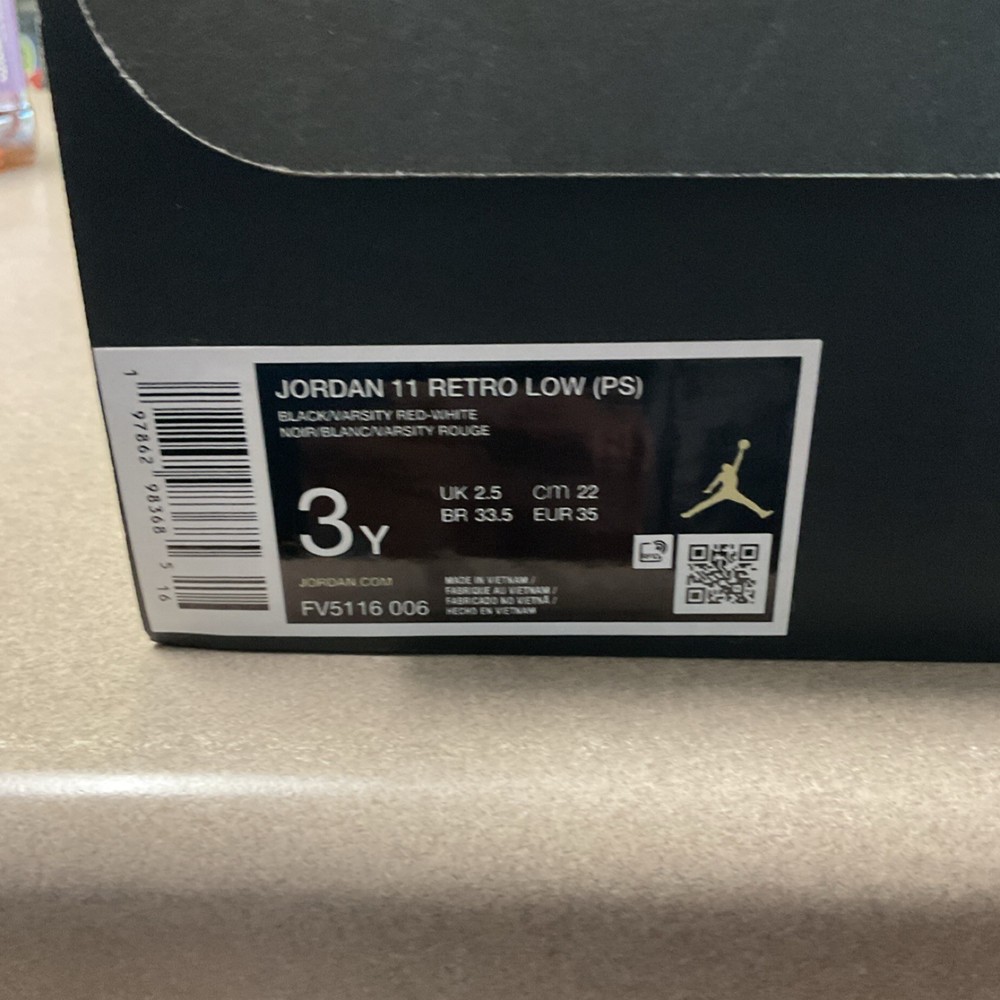 JORDAN 11 RETRO LOW (PS)
BLACK/VARSITY RED-WHITE
NOIR/BLANC/VARSITY ROUGE
3Y
UK 2.5 cm 22
BR 33.5 EUR 35
JORDAN.COM
FV5116 006
MADE IN VIETNAM /
FABRIQUE AU VIETNAM /
FABRICADO NO VIETNÃ /
HECHO EN VIETNAM
1 97862 98368 5 16